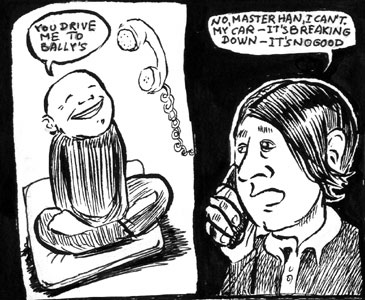 YOU DRIVE
ME TO
BALLY'S
NO, MASTER HAN, I CAN'T.
MY CAR – IT'S BREAKING
DOWN – IT'S NO GOOD